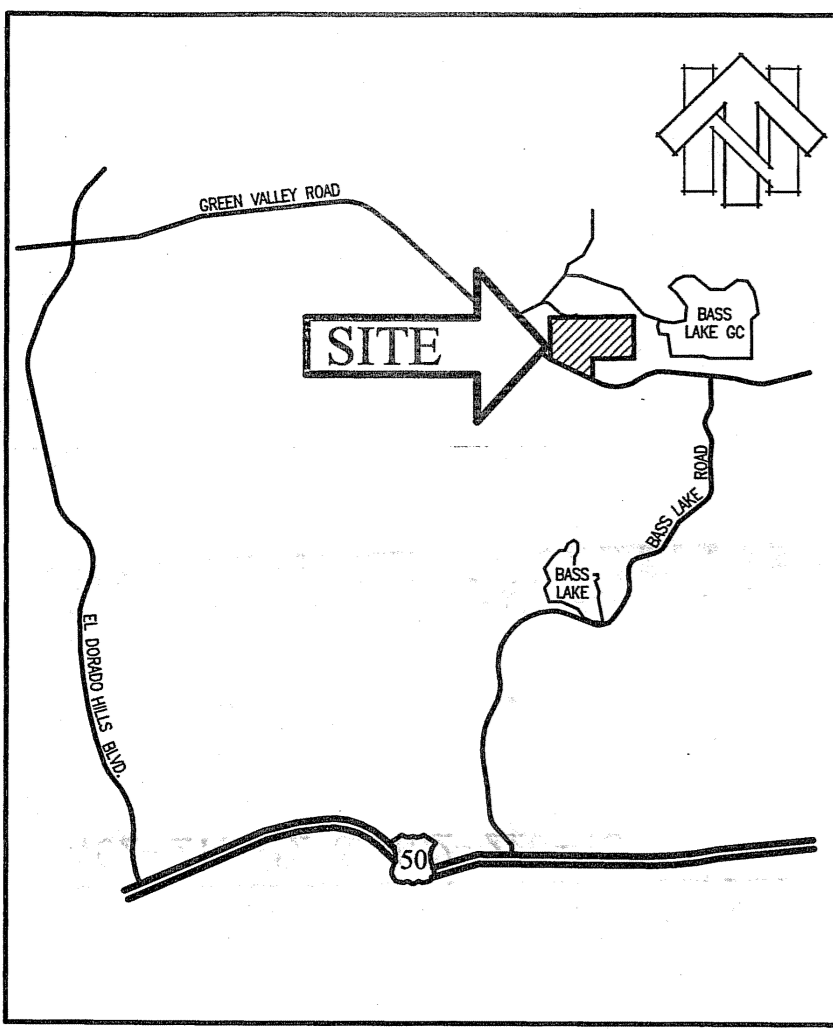 GREEN VALLEY ROAD
SITE
BASS
LAKE GC
BASS LAKE ROAD
BASS
LAKE
EL DORADO HILLS BLVD.
50